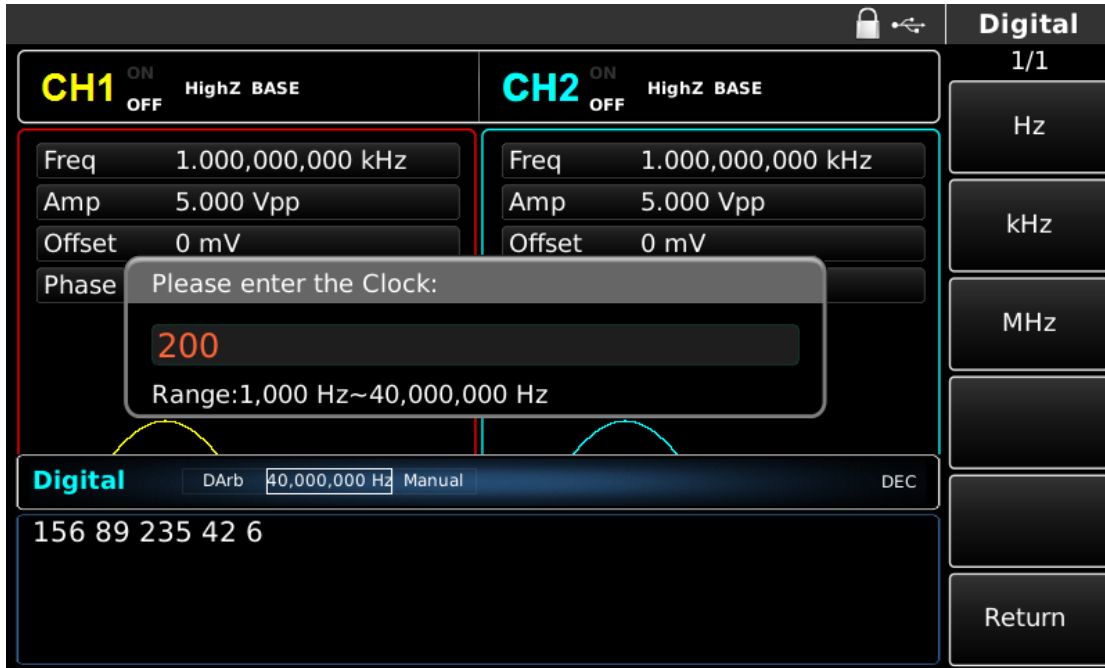 Digital
1/1
CH1 ON OFF HighZ BASE
CH2 ON OFF HighZ BASE
Freq 1.000,000,000 kHz
Amp 5.000 Vpp
Offset 0 mV
Phase
Freq 1.000,000,000 kHz
Amp 5.000 Vpp
Offset 0 mV
Please enter the Clock:
200
Range:1,000 Hz~40,000,000 Hz
Digital DArb 40,000,000 Hz Manual DEC
156 89 235 42 6
Hz
kHz
MHz
Return